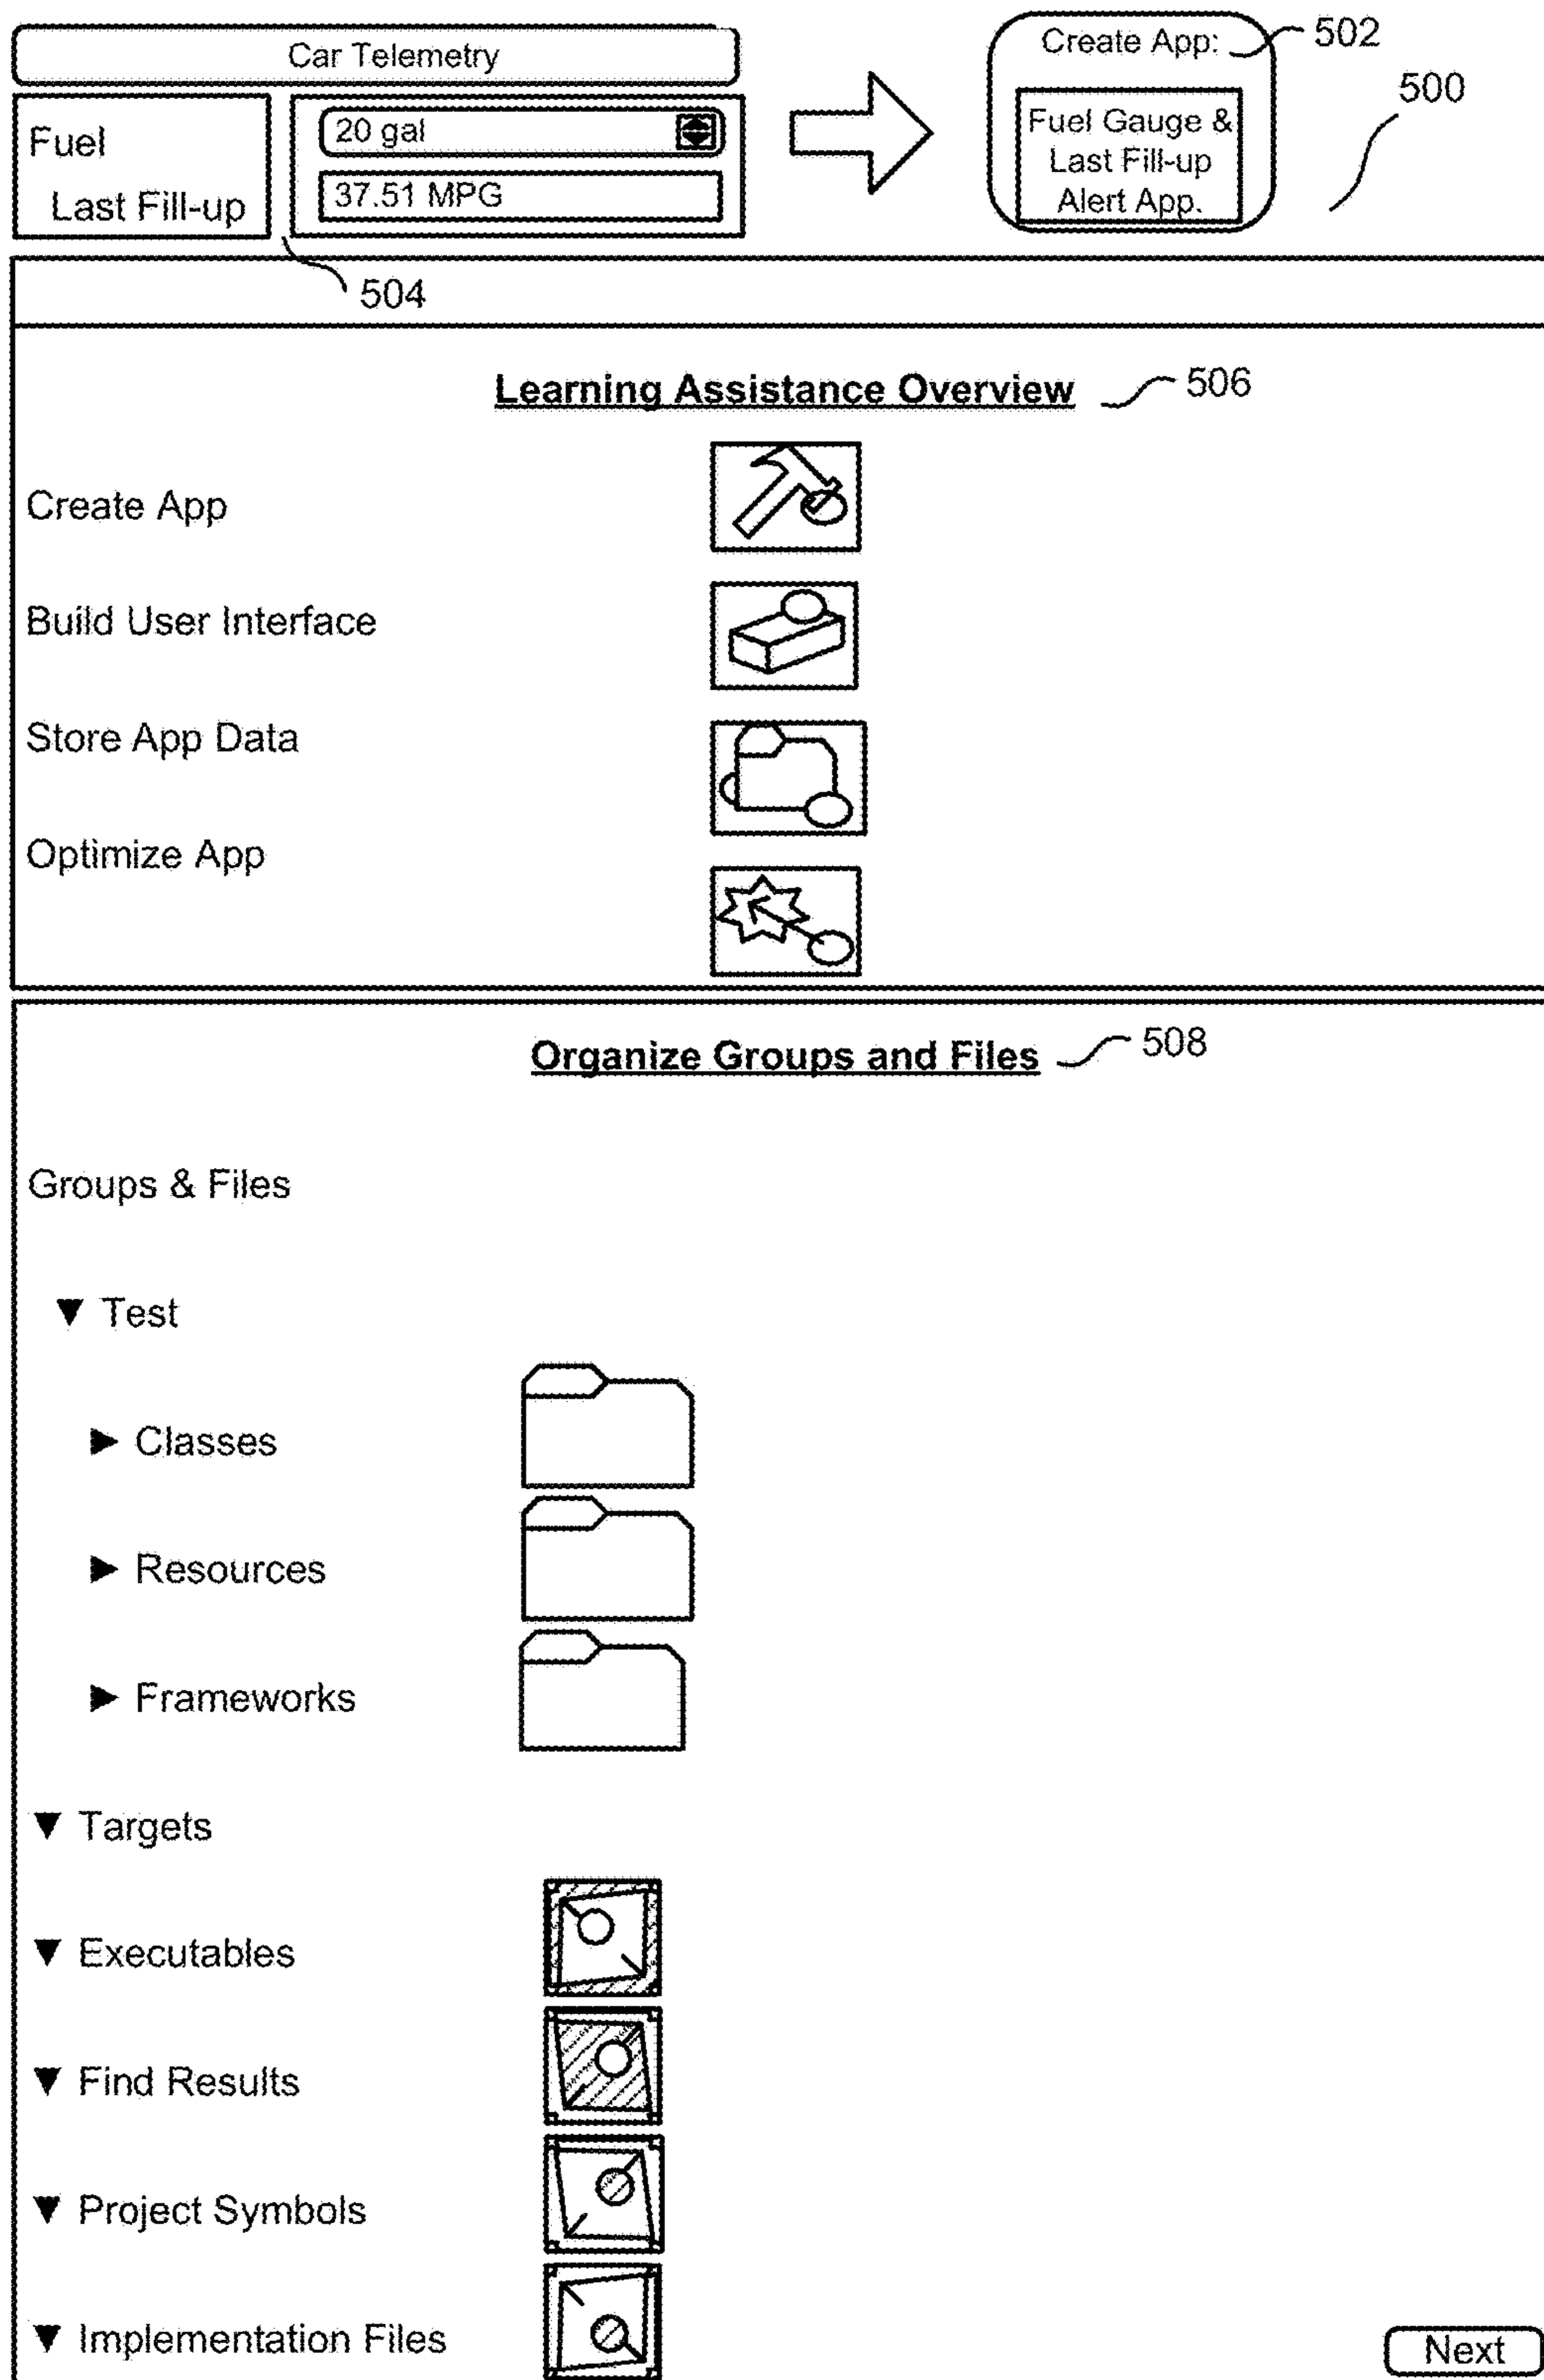 Car Telemetry
Fuel
Last Fill-up
20 gal
37.51 MPG
504
Create App:
502
Fuel Gauge &
Last Fill-up
Alert App.
500
Learning Assistance Overview
506
Create App
Build User Interface
Store App Data
Optimize App
Organize Groups and Files
508
Groups & Files
▼ Test
► Classes
► Resources
► Frameworks
▼ Targets
▼ Executables
▼ Find Results
▼ Project Symbols
▼ Implementation Files
Next